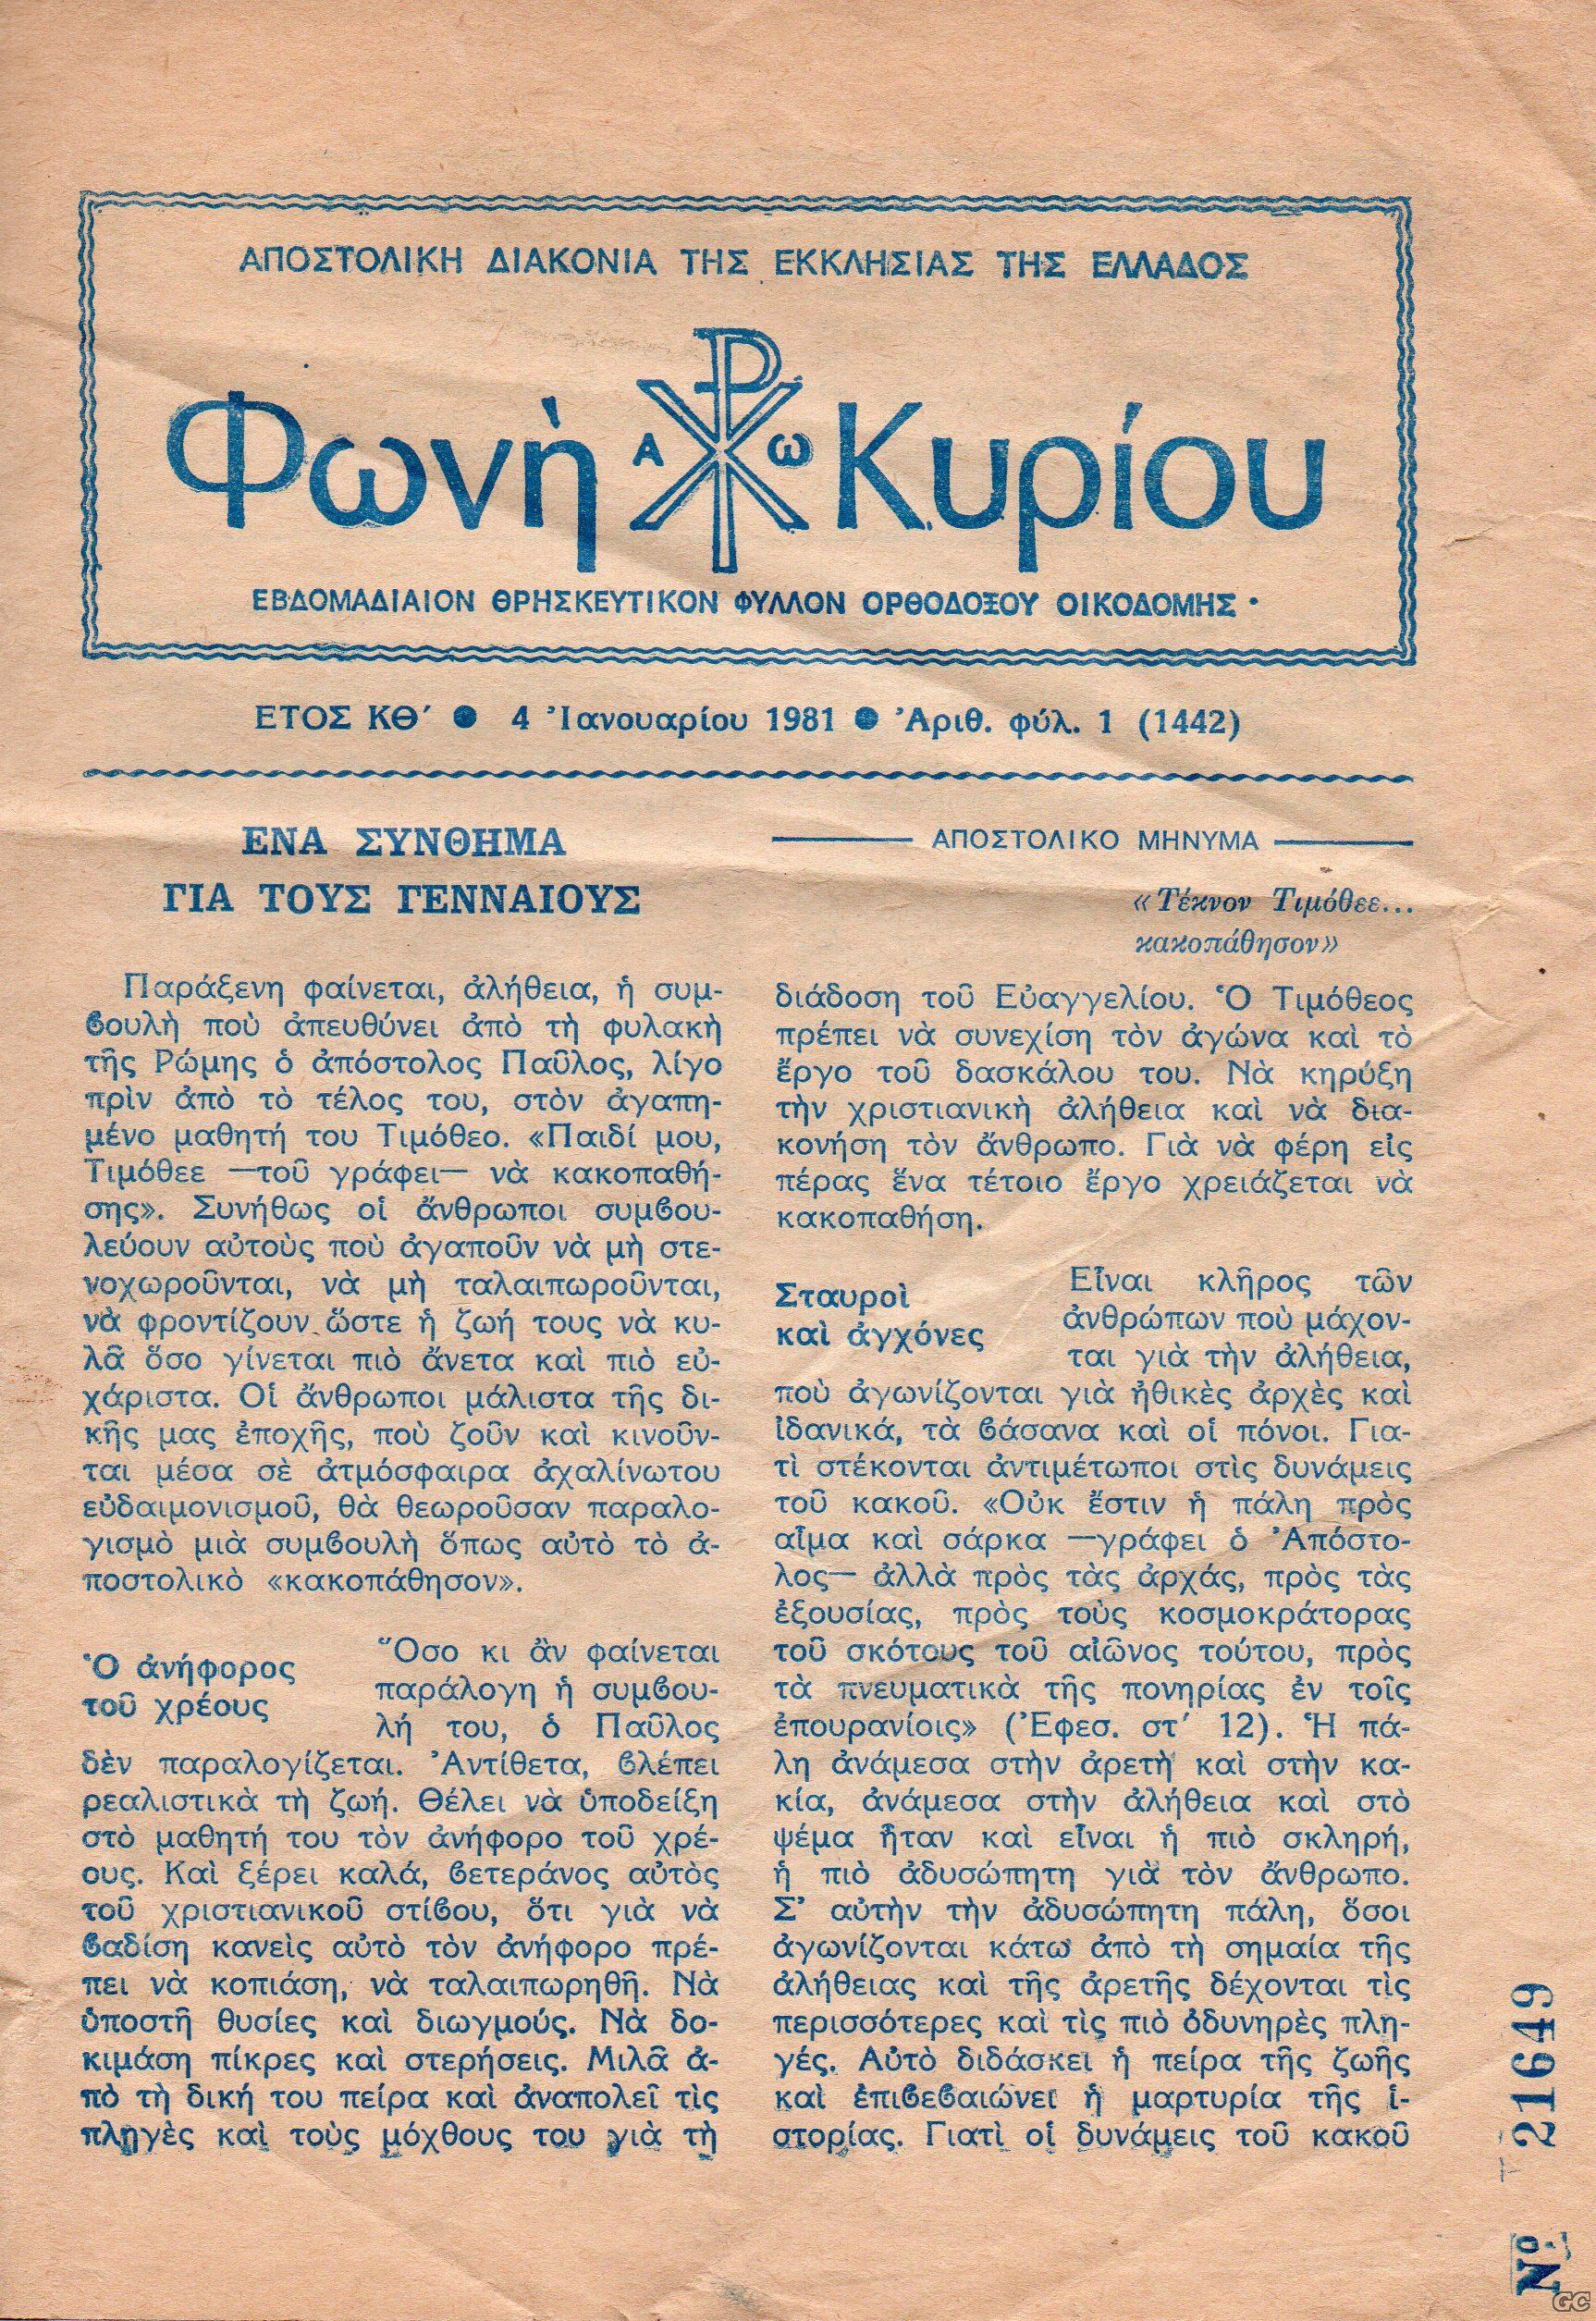 ΑΠΟΣΤΟΛΙΚΗ ΔΙΑΚΟΝΙΑ ΤΗΣ ΕΚΚΛΗΣΙΑΣ ΤΗΣ ΕΛΛΑΔΟΣ
Φωνὴ Α ☧ ω Κυρίου
ΕΒΔΟΜΑΔΙΑΙΟΝ ΘΡΗΣΚΕΥΤΙΚΟΝ ΦΥΛΛΟΝ ΟΡΘΟΔΟΞΟΥ ΟΙΚΟΔΟΜΗΣ •
ΕΤΟΣ ΚΘ΄ ● 4 Ἰανουαρίου 1981 ● Ἀριθ. φύλ. 1 (1442)
ΕΝΑ ΣΥΝΘΗΜΑ
ΓΙΑ ΤΟΥΣ ΓΕΝΝΑΙΟΥΣ
Παράξενη φαίνεται, ἀλήθεια, ἡ συμ-
βουλὴ ποὺ ἀπευθύνει ἀπὸ τὴ φυλακὴ
τῆς Ρώμης ὁ ἀπόστολος Παῦλος, λίγο
πρὶν ἀπὸ τὸ τέλος του, στὸν ἀγαπη-
μένο μαθητή του Τιμόθεο. «Παιδί μου,
Τιμόθεε —τοῦ γράφει— νὰ κακοπαθή-
σης». Συνήθως οἱ ἄνθρωποι συμβου-
λεύουν αὐτοὺς ποὺ ἀγαποῦν νὰ μὴ στε-
νοχωροῦνται, νὰ μὴ ταλαιπωροῦνται,
νὰ φροντίζουν ὥστε ἡ ζωή τους νὰ κυ-
λᾶ ὅσο γίνεται πιὸ ἄνετα καὶ πιὸ εὐ-
χάριστα. Οἱ ἄνθρωποι μάλιστα τῆς δι-
κῆς μας ἐποχῆς, ποὺ ζοῦν καὶ κινοῦν-
ται μέσα σὲ ἀτμόσφαιρα ἀχαλίνωτου
εὐδαιμονισμοῦ, θὰ θεωροῦσαν παραλο-
γισμὸ μιὰ συμβουλὴ ὅπως αὐτὸ τὸ ἀ-
ποστολικὸ «κακοπάθησον».
Ὁ ἀνήφορος
τοῦ χρέους
Ὅσο κι ἂν φαίνεται
παράλογη ἡ συμβου-
λή του, ὁ Παῦλος
δὲν παραλογίζεται. Ἀντίθετα, βλέπει
ρεαλιστικὰ τὴ ζωή. Θέλει νὰ ὑποδείξη
στὸ μαθητή του τὸν ἀνήφορο τοῦ χρέ-
ους. Καὶ ξέρει καλά, βετεράνος αὐτὸς
τοῦ χριστιανικοῦ στίβου, ὅτι γιὰ νὰ
βαδίση κανεὶς αὐτὸ τὸν ἀνήφορο πρέ-
πει νὰ κοπιάση, νὰ ταλαιπωρηθῆ. Νὰ
ὑποστῆ θυσίες καὶ διωγμούς. Νὰ δο-
κιμάση πίκρες καὶ στερήσεις. Μιλᾶ ἀ-
πὸ τὴ δική του πείρα καὶ ἀναπολεῖ τὶς
πληγὲς καὶ τοὺς μόχθους του γιὰ τὴ
ΑΠΟΣΤΟΛΙΚΟ ΜΗΝΥΜΑ
«Τέκνον Τιμόθεε...
κακοπάθησον»
διάδοση τοῦ Εὐαγγελίου. Ὁ Τιμόθεος
πρέπει νὰ συνεχίση τὸν ἀγώνα καὶ τὸ
ἔργο τοῦ δασκάλου του. Νὰ κηρύξη
τὴν χριστιανικὴ ἀλήθεια καὶ νὰ δια-
κονήση τὸν ἄνθρωπο. Γιὰ νὰ φέρη εἰς
πέρας ἕνα τέτοιο ἔργο χρειάζεται νὰ
κακοπαθήση.
Σταυροὶ
καὶ ἀγχόνες
Εἶναι κλῆρος τῶν
ἀνθρώπων ποὺ μάχον-
ται γιὰ τὴν ἀλήθεια,
ποὺ ἀγωνίζονται γιὰ ἠθικὲς ἀρχὲς καὶ
ἰδανικά, τὰ βάσανα καὶ οἱ πόνοι. Για-
τὶ στέκονται ἀντιμέτωποι στὶς δυνάμεις
τοῦ κακοῦ. «Οὐκ ἔστιν ἡ πάλη πρὸς
αἷμα καὶ σάρκα —γράφει ὁ Ἀπόστο-
λος— ἀλλὰ πρὸς τὰς ἀρχάς, πρὸς τὰς
ἐξουσίας, πρὸς τοὺς κοσμοκράτορας
τοῦ σκότους τοῦ αἰῶνος τούτου, πρὸς
τὰ πνευματικὰ τῆς πονηρίας ἐν τοῖς
ἐπουρανίοις» (Ἐφεσ. στ΄ 12). Ἡ πά-
λη ἀνάμεσα στὴν ἀρετὴ καὶ στὴν κα-
κία, ἀνάμεσα στὴν ἀλήθεια καὶ στὸ
ψέμα ἦταν καὶ εἶναι ἡ πιὸ σκληρή,
ἡ πιὸ ἀδυσώπητη γιὰ τὸν ἄνθρωπο.
Σ' αὐτὴν τὴν ἀδυσώπητη πάλη, ὅσοι
ἀγωνίζονται κάτω ἀπὸ τὴ σημαία τῆς
ἀλήθειας καὶ τῆς ἀρετῆς δέχονται τὶς
περισσότερες καὶ τὶς πιὸ ὀδυνηρὲς πλη-
γές. Αὐτὸ διδάσκει ἡ πείρα τῆς ζωῆς
καὶ ἐπιβεβαιώνει ἡ μαρτυρία τῆς ἱ-
στορίας. Γιατὶ οἱ δυνάμεις τοῦ κακοῦ
Nº 21649
GC